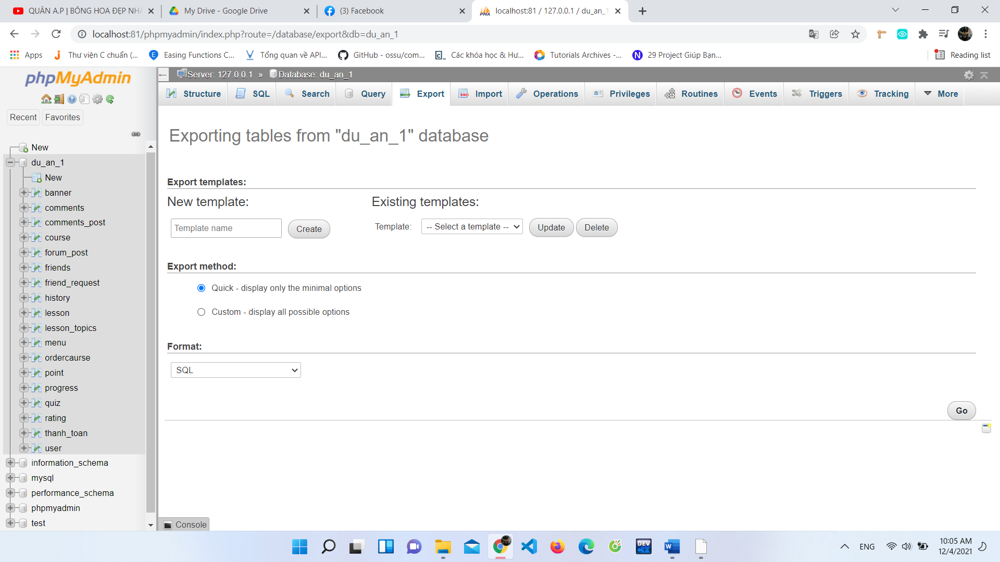 QUÂN A.P | BÔNG HOA ĐẸP NHẤ
My Drive - Google Drive
(3) Facebook
localhost:81 / 127.0.0.1 / du_an_1
localhost:81/phpmyadmin/index.php?route=/database/export&db=du_an_1
Apps
Thư viện C chuẩn (...
Easing Functions C...
Tổng quan về API...
GitHub - ossu/com...
Các khóa học & Hư...
Tutorials Archives -...
29 Project Giúp Bạn...
Reading list
phpMyAdmin
Recent
Favorites
New
du_an_1
New
banner
comments
comments_post
course
forum_post
friends
friend_request
history
lesson
lesson_topics
menu
ordercaurse
point
progress
quiz
rating
thanh_toan
user
information_schema
mysql
performance_schema
phpmyadmin
test
Server: 127.0.0.1 » Database: du_an_1
Structure
SQL
Search
Query
Export
Import
Operations
Privileges
Routines
Events
Triggers
Tracking
More
Exporting tables from "du_an_1" database
Export templates:
New template:
Template name
Create
Existing templates:
Template:
-- Select a template --
Update
Delete
Export method:
Quick - display only the minimal options
Custom - display all possible options
Format:
SQL
Go
Console
DEV
C++
W
ENG
10:05 AM
12/4/2021